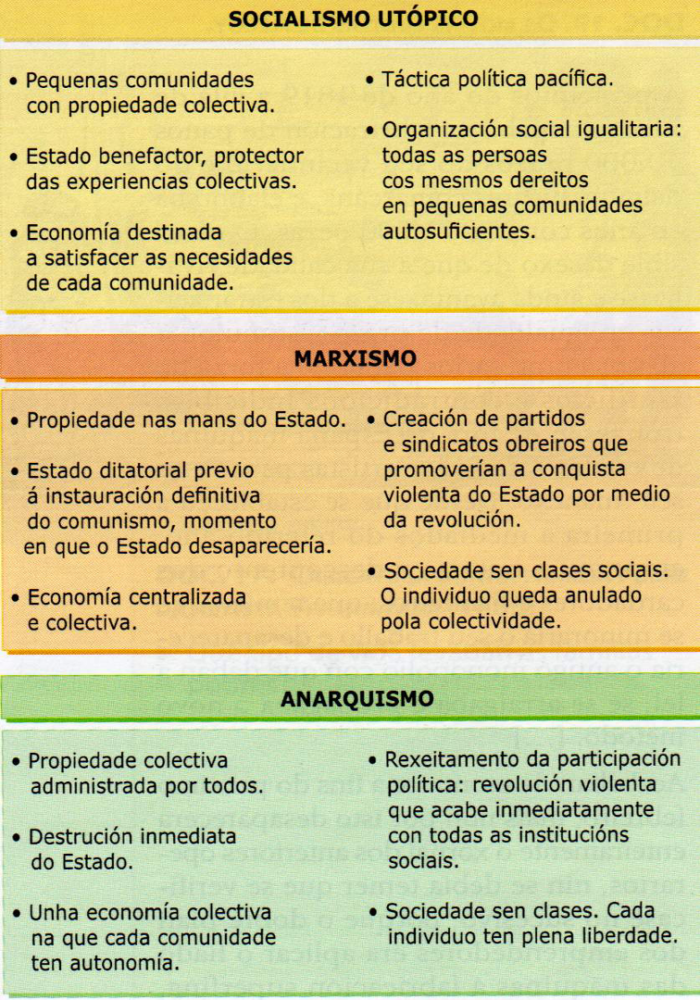 SOCIALISMO UTÓPICO
• Pequenas comunidades
con propiedade colectiva.
• Estado benefactor, protector
das experiencias colectivas.
• Economía destinada
a satisfacer as necesidades
de cada comunidade.
• Táctica política pacífica.
• Organización social igualitaria:
todas as persoas
cos mesmos dereitos
en pequenas comunidades
autosuficientes.
MARXISMO
• Propiedade nas mans do Estado.
• Estado ditatorial previo
á instauración definitiva
do comunismo, momento
en que o Estado desaparecería.
• Economía centralizada
e colectiva.
• Creación de partidos
e sindicatos obreiros que
promoverían a conquista
violenta do Estado por medio
da revolución.
• Sociedade sen clases sociais.
O individuo queda anulado
pola colectividade.
ANARQUISMO
• Propiedade colectiva
administrada por todos.
• Destrución inmediata
do Estado.
• Unha economía colectiva
na que cada comunidade
ten autonomía.
• Rexeitamento da participación
política: revolución violenta
que acabe inmediatamente
con todas as institucións
sociais.
• Sociedade sen clases. Cada
individuo ten plena liberdade.